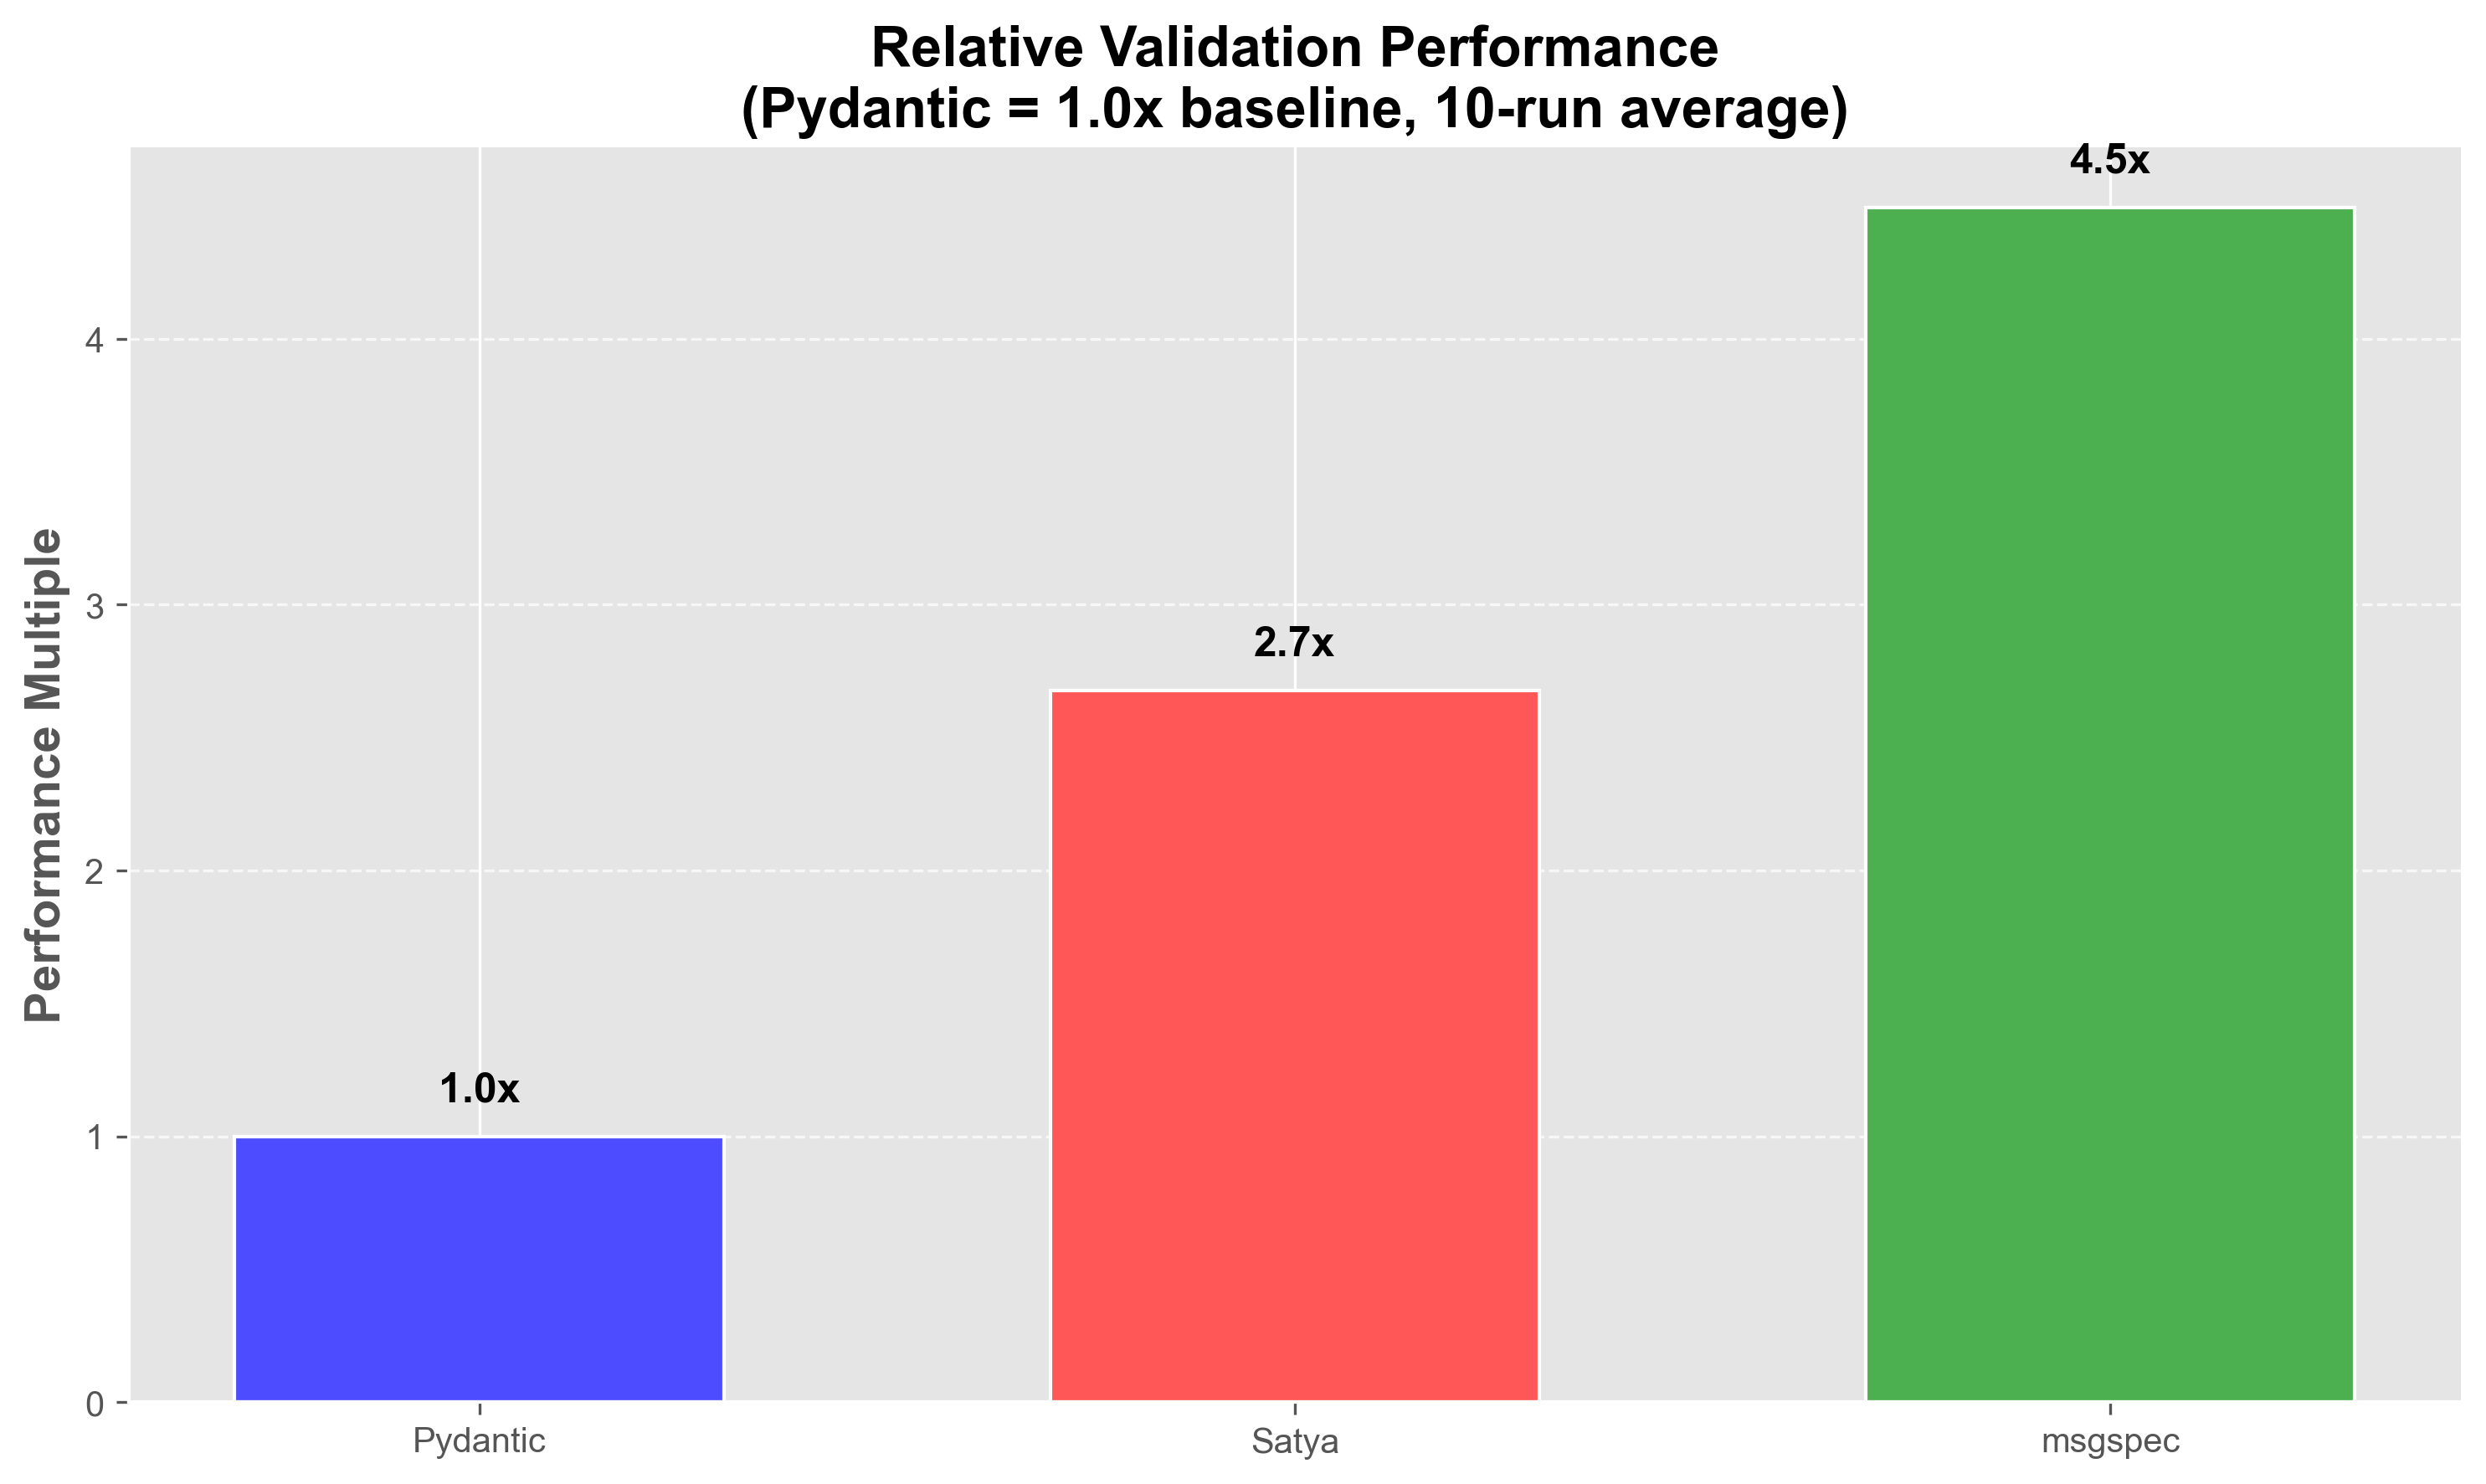 Relative Validation Performance
(Pydantic = 1.0x baseline, 10-run average)
4.5x
4
3
2.7x
Performance Multiple
2
1.0x
1
0
Pydantic
Satya
msgspec